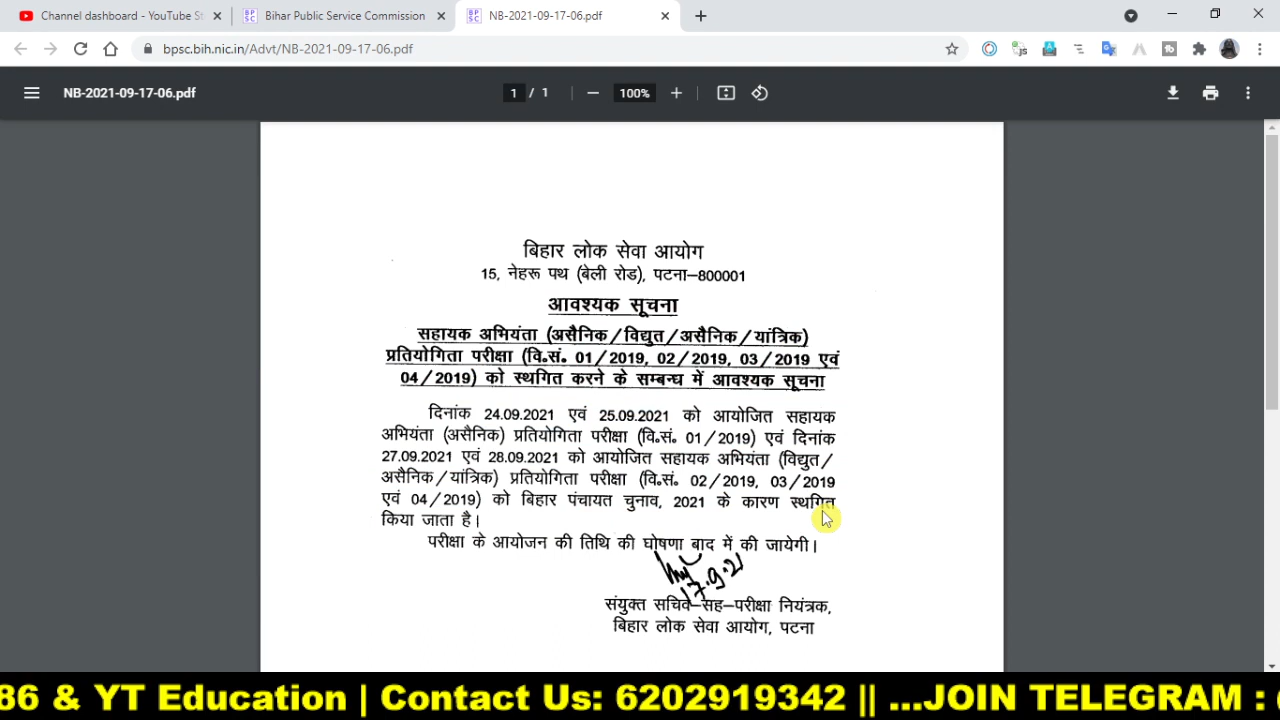 Channel dashboard - YouTube St
Bihar Public Service Commission
NB-2021-09-17-06.pdf
bpsc.bih.nic.in/Advt/NB-2021-09-17-06.pdf
NB-2021-09-17-06.pdf
1 / 1
100%
बिहार लोक सेवा आयोग
15, नेहरू पथ (बेली रोड), पटना–800001
आवश्यक सूचना
सहायक अभियंता (असैनिक/विद्युत/असैनिक/यांत्रिक)
प्रतियोगिता परीक्षा (वि.सं. 01/2019, 02/2019, 03/2019 एवं
04/2019) को स्थगित करने के सम्बन्ध में आवश्यक सूचना
दिनांक 24.09.2021 एवं 25.09.2021 को आयोजित सहायक
अभियंता (असैनिक) प्रतियोगिता परीक्षा (वि.सं. 01/2019) एवं दिनांक
27.09.2021 एवं 28.09.2021 को आयोजित सहायक अभियंता (विद्युत/
असैनिक/यांत्रिक) प्रतियोगिता परीक्षा (वि.सं. 02/2019, 03/2019
एवं 04/2019) को बिहार पंचायत चुनाव, 2021 के कारण स्थगित
किया जाता है।
परीक्षा के आयोजन की तिथि की घोषणा बाद में की जायेगी।
17.9.21
संयुक्त सचिव–सह–परीक्षा नियंत्रक,
बिहार लोक सेवा आयोग, पटना
86 & YT Education | Contact Us: 6202919342 || ...JOIN TELEGRAM :